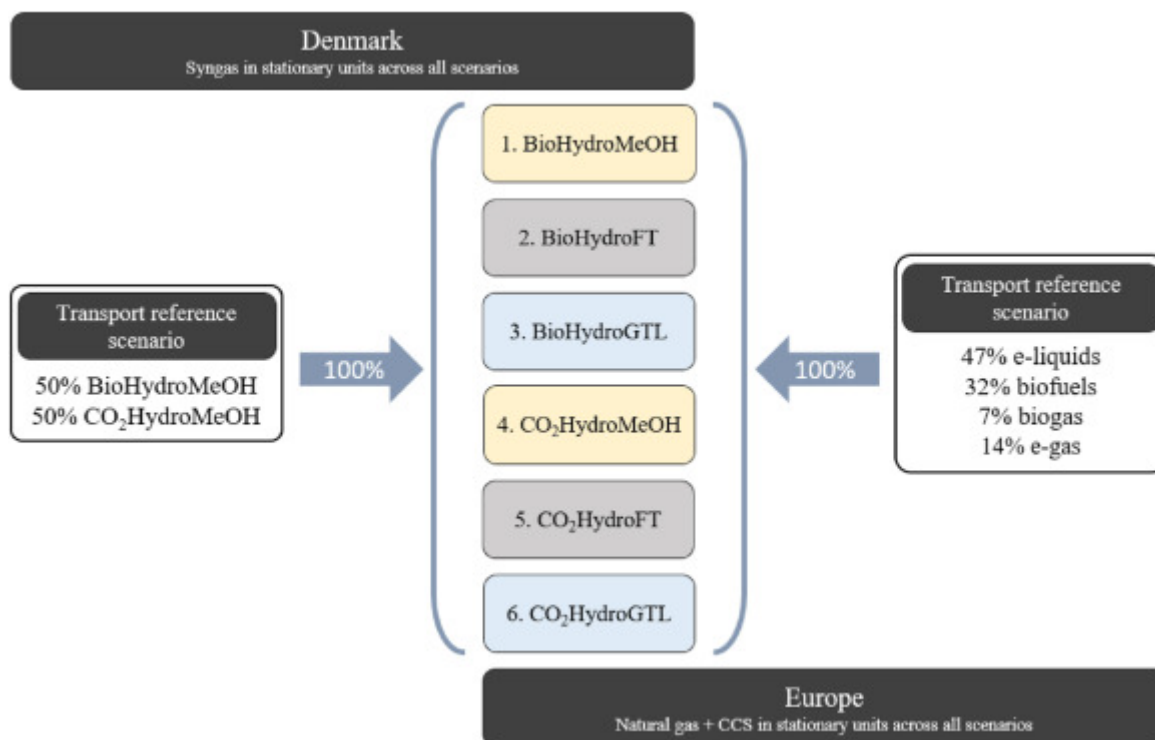 Denmark
Syngas in stationary units across all scenarios
1. BioHydroMeOH
2. BioHydroFT
3. BioHydroGTL
4. CO₂HydroMeOH
5. CO₂HydroFT
6. CO₂HydroGTL
Transport reference
scenario
50% BioHydroMeOH
50% CO₂HydroMeOH
100%
100%
Transport reference
scenario
47% e-liquids
32% biofuels
7% biogas
14% e-gas
Europe
Natural gas + CCS in stationary units across all scenarios